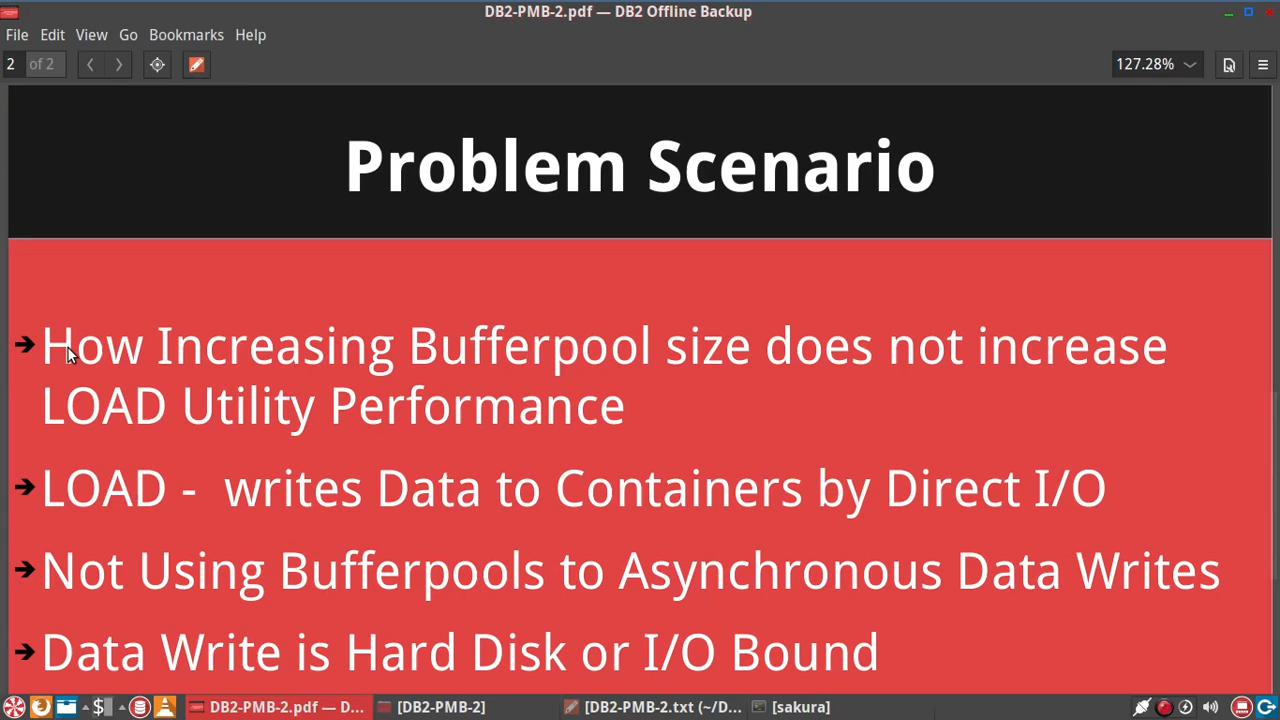 DB2-PMB-2.pdf — DB2 Offline Backup
File Edit View Go Bookmarks Help
2 of 2 127.28%
Problem Scenario
How Increasing Bufferpool size does not increase
LOAD Utility Performance
LOAD - writes Data to Containers by Direct I/O
Not Using Bufferpools to Asynchronous Data Writes
Data Write is Hard Disk or I/O Bound
DB2-PMB-2.pdf — D... [DB2-PMB-2] [DB2-PMB-2.txt (~/D... [sakura]